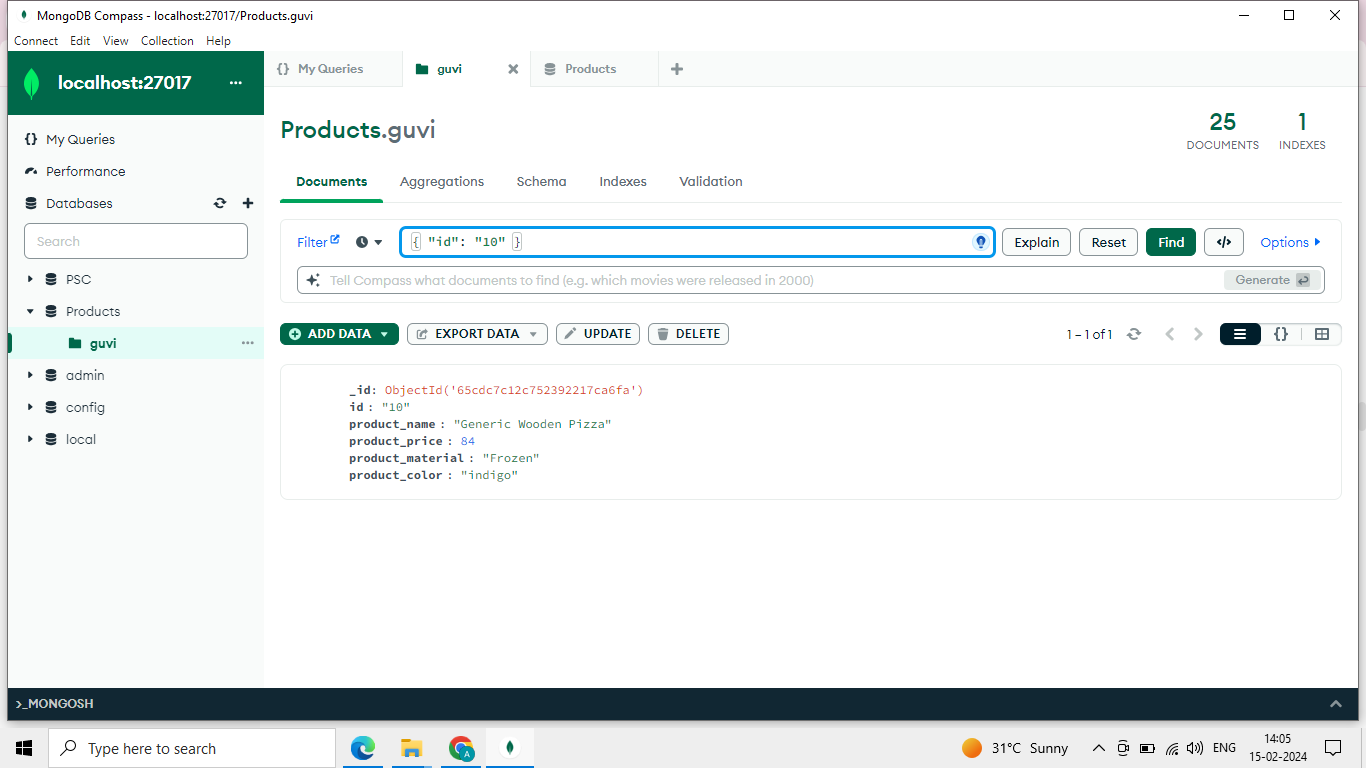 MongoDB Compass - localhost:27017/Products.guvi
Connect Edit View Collection Help
localhost:27017 ...
{} My Queries
guvi
Products
{} My Queries
Performance
Databases
Search
PSC
Products
guvi ...
admin
config
local
Products.guvi
25 DOCUMENTS
1 INDEXES
Documents Aggregations Schema Indexes Validation
Filter
{ "id": "10" }
Explain Reset Find </> Options
Tell Compass what documents to find (e.g. which movies were released in 2000)
Generate
ADD DATA EXPORT DATA UPDATE DELETE
1 – 1 of 1
{}
_id: ObjectId('65cdc7c12c752392217ca6fa')
id : "10"
product_name : "Generic Wooden Pizza"
product_price : 84
product_material : "Frozen"
product_color : "indigo"
>_MONGOSH
Type here to search
A
31°C Sunny
ENG
14:05
15-02-2024